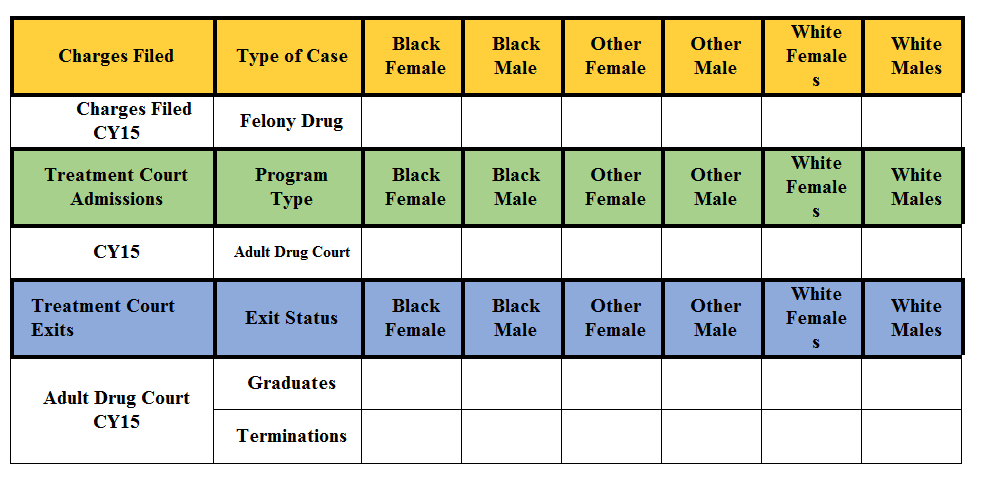 Charges Filed Type of Case Black Female Black Male Other Female Other Male White Female s White Males
Charges Filed CY15 Felony Drug
Treatment Court Admissions Program Type Black Female Black Male Other Female Other Male White Female s White Males
CY15 Adult Drug Court
Treatment Court Exits Exit Status Black Female Black Male Other Female Other Male White Female s White Males
Adult Drug Court CY15 Graduates
Terminations